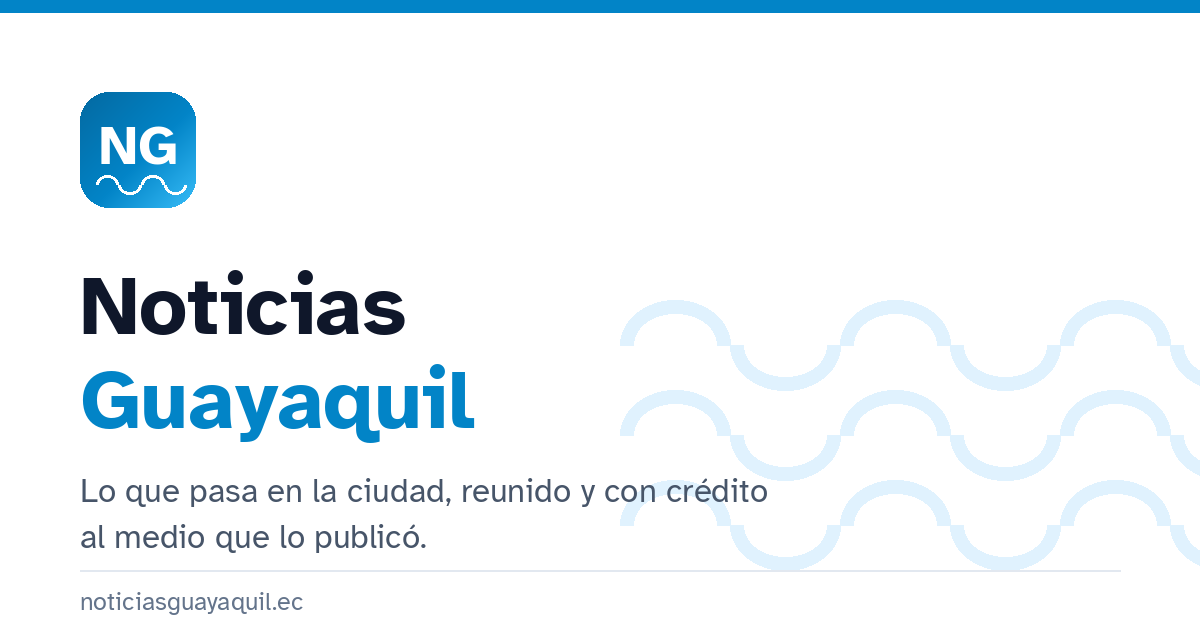 NG
Noticias
Guayaquil
Lo que pasa en la ciudad, reunido y con crédito
al medio que lo publicó.
noticiasguayaquil.ec